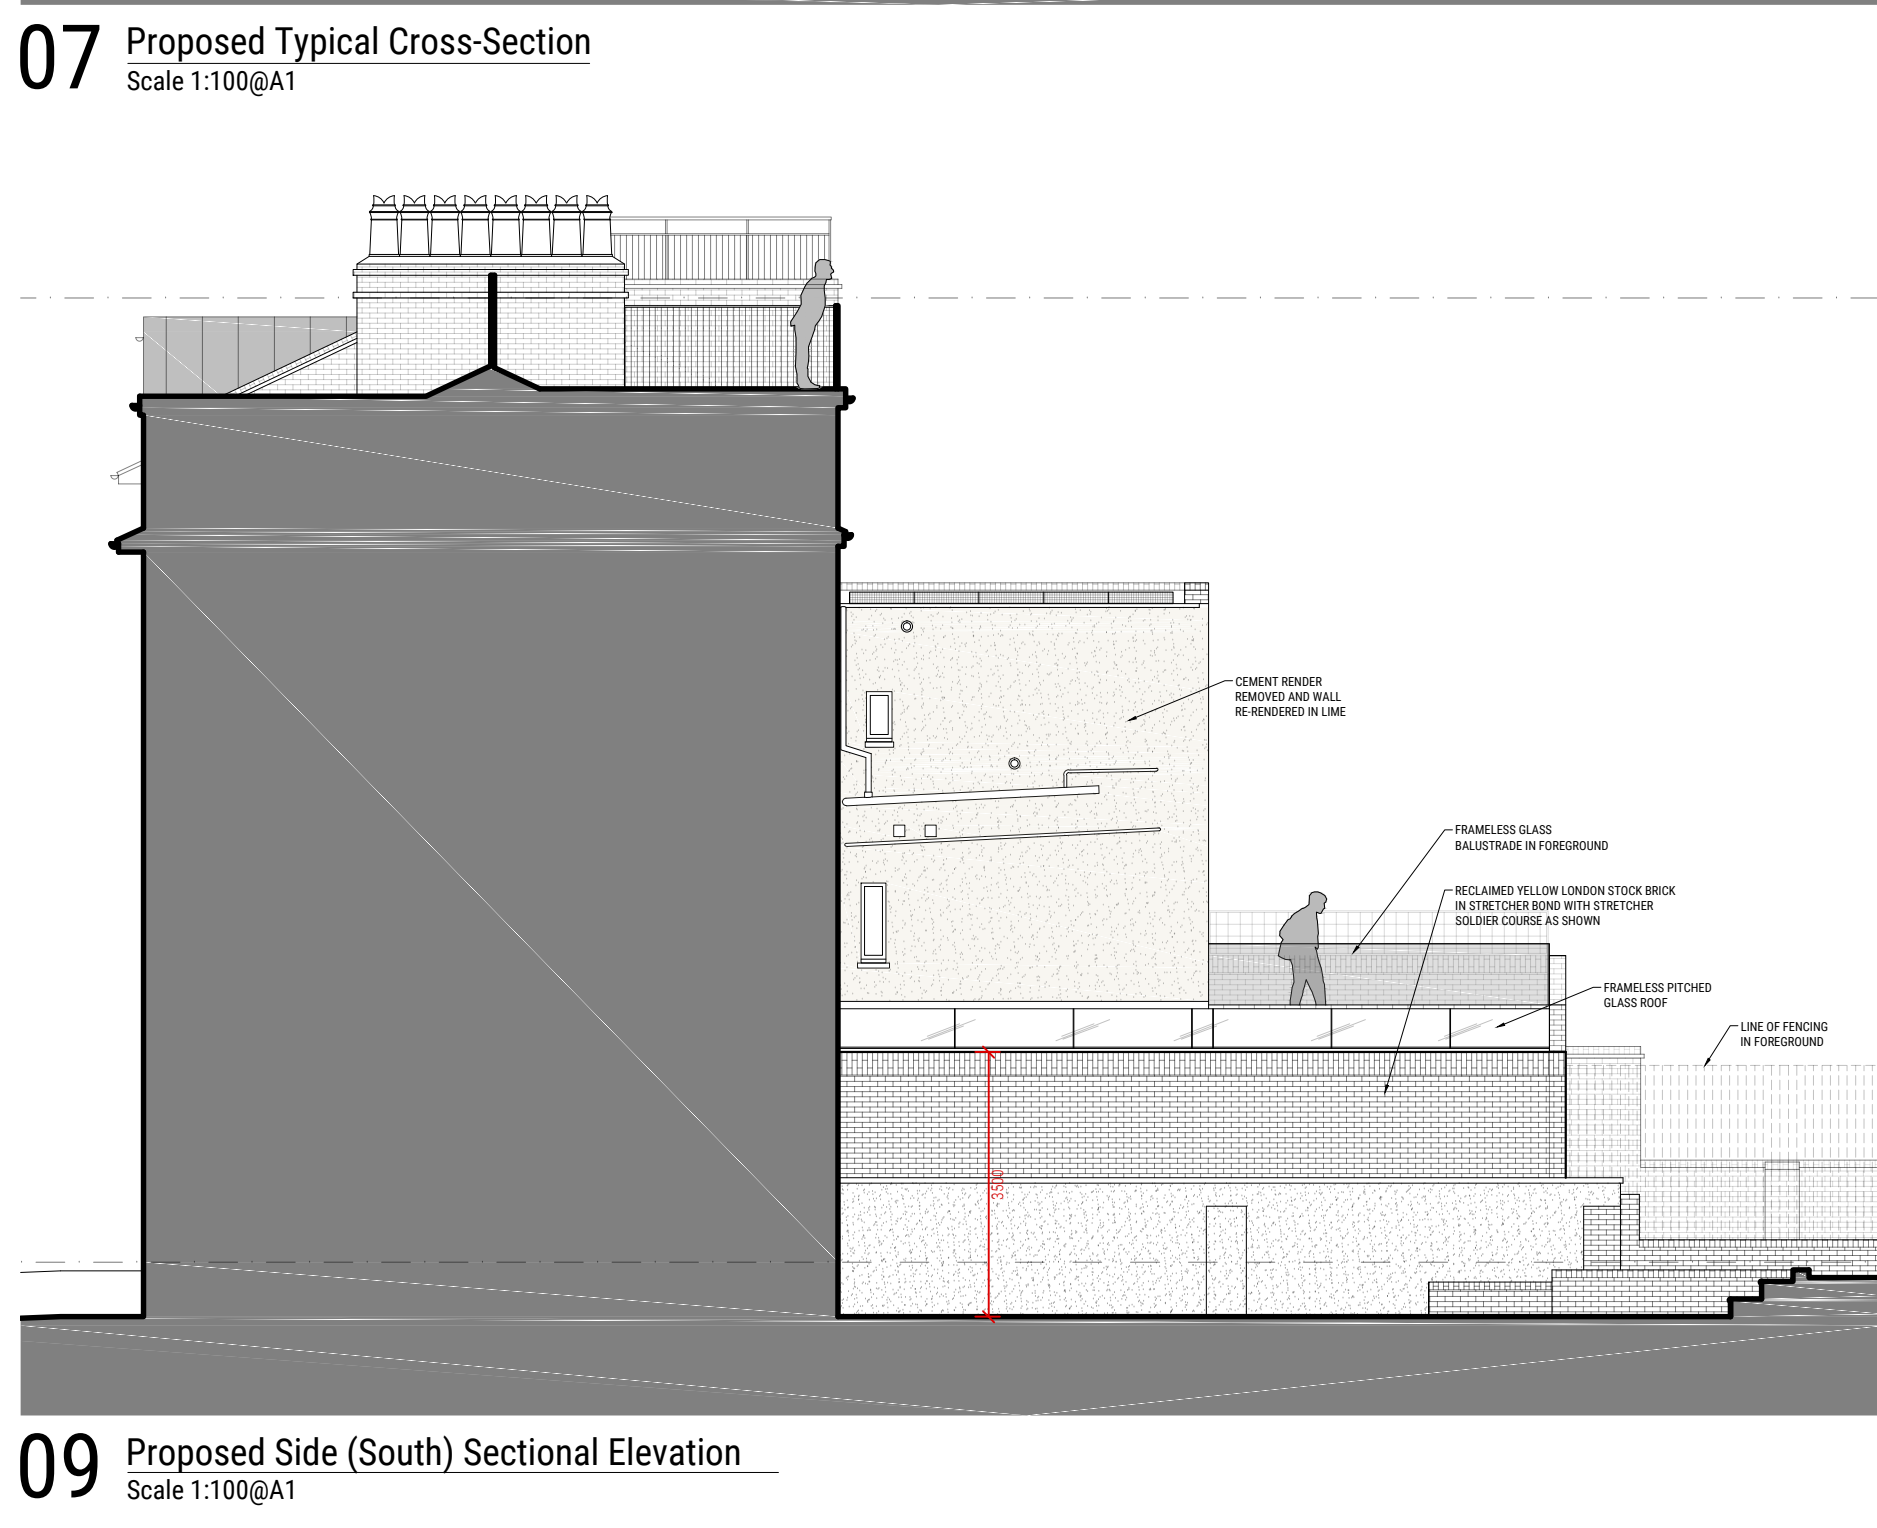 07 Proposed Typical Cross-Section
Scale 1:100@A1
CEMENT RENDER
REMOVED AND WALL
RE-RENDERED IN LIME
FRAMELESS GLASS
BALUSTRADE IN FOREGROUND
RECLAIMED YELLOW LONDON STOCK BRICK
IN STRETCHER BOND WITH STRETCHER
SOLDIER COURSE AS SHOWN
FRAMELESS PITCHED
GLASS ROOF
LINE OF FENCING
IN FOREGROUND
3500
09 Proposed Side (South) Sectional Elevation
Scale 1:100@A1